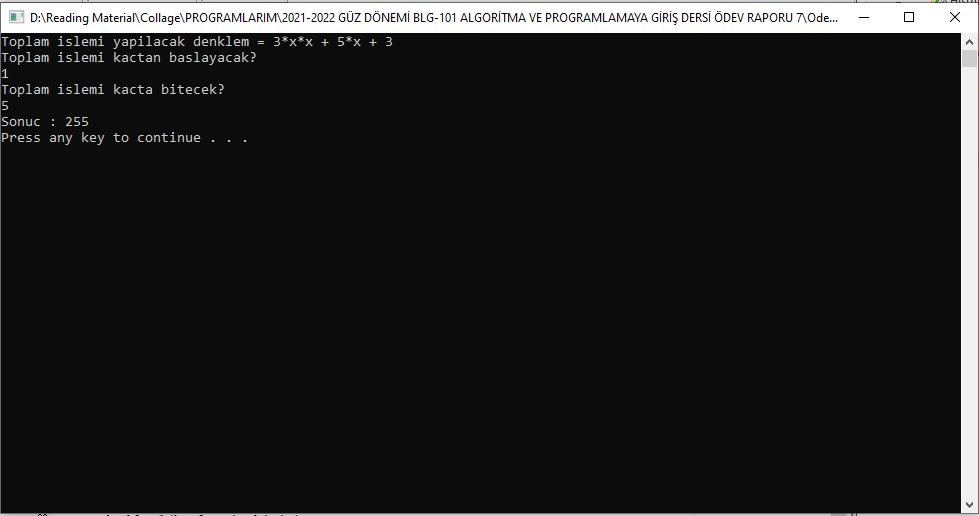 D:\Reading Material\Collage\PROGRAMLARIM\2021-2022 GÜZ DÖNEMİ BLG-101 ALGORİTMA VE PROGRAMLAMAYA GİRİŞ DERSİ ÖDEV RAPORU 7\Ode...
Toplam islemi yapilacak denklem = 3*x*x + 5*x + 3
Toplam islemi kactan baslayacak?
1
Toplam islemi kacta bitecek?
5
Sonuc : 255
Press any key to continue . . .